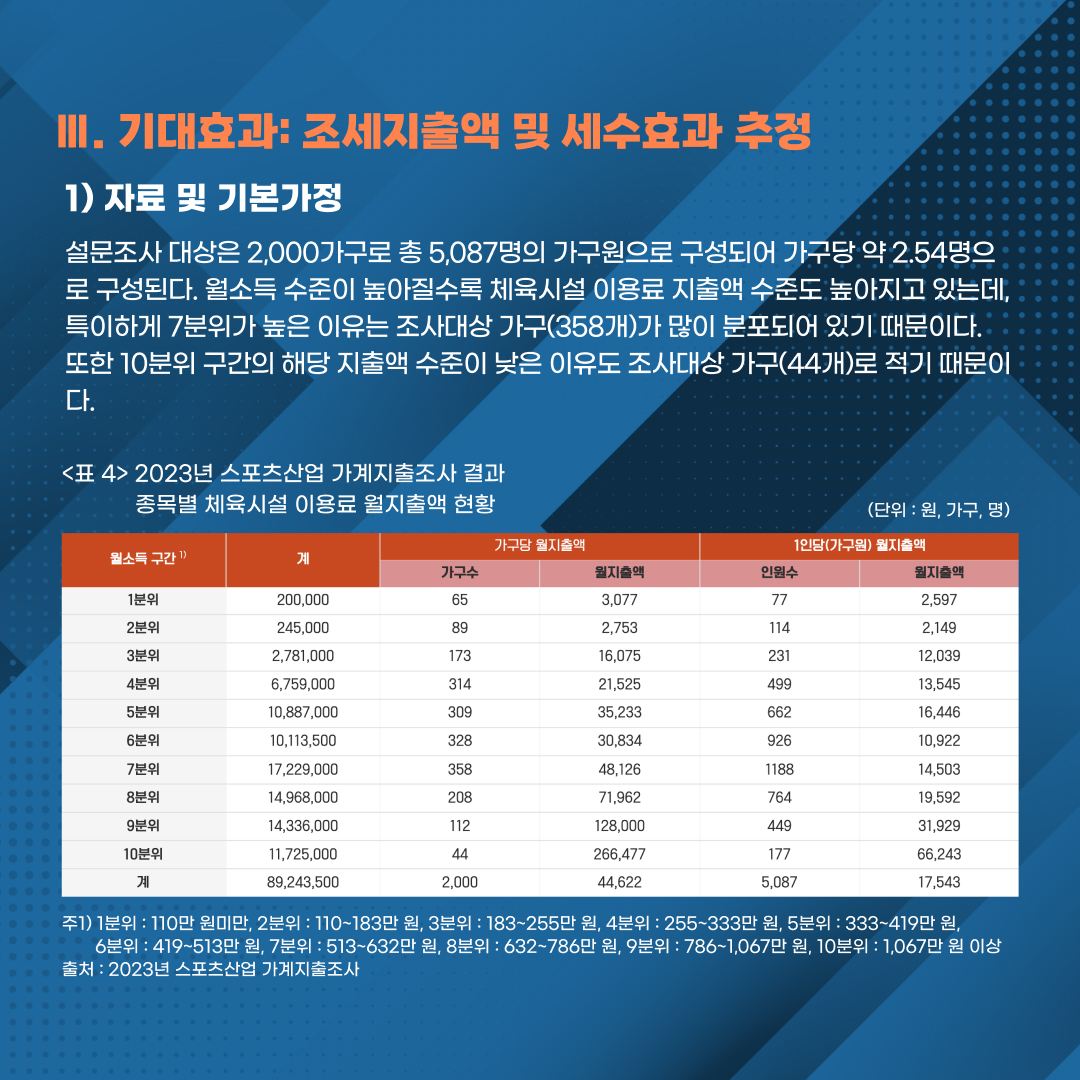 III. 기대효과: 조세지출액 및 세수효과 추정
1) 자료 및 기본가정
설문조사 대상은 2,000가구로 총 5,087명의 가구원으로 구성되어 가구당 약 2.54명으
로 구성된다. 월소득 수준이 높아질수록 체육시설 이용료 지출액 수준도 높아지고 있는데,
특이하게 7분위가 높은 이유는 조사대상 가구(358개)가 많이 분포되어 있기 때문이다.
또한 10분위 구간의 해당 지출액 수준이 낮은 이유도 조사대상 가구(44개)로 적기 때문이
다.
<표 4> 2023년 스포츠산업 가계지출조사 결과
종목별 체육시설 이용료 월지출액 현황
(단위 : 원, 가구, 명)
월소득 구간 1) 계 가구당 월지출액 1인당(가구원) 월지출액
가구수 월지출액 인원수 월지출액
1분위 200,000 65 3,077 77 2,597
2분위 245,000 89 2,753 114 2,149
3분위 2,781,000 173 16,075 231 12,039
4분위 6,759,000 314 21,525 499 13,545
5분위 10,887,000 309 35,233 662 16,446
6분위 10,113,500 328 30,834 926 10,922
7분위 17,229,000 358 48,126 1188 14,503
8분위 14,968,000 208 71,962 764 19,592
9분위 14,336,000 112 128,000 449 31,929
10분위 11,725,000 44 266,477 177 66,243
계 89,243,500 2,000 44,622 5,087 17,543
주1) 1분위 : 110만 원미만, 2분위 : 110~183만 원, 3분위 : 183~255만 원, 4분위 : 255~333만 원, 5분위 : 333~419만 원,
6분위 : 419~513만 원, 7분위 : 513~632만 원, 8분위 : 632~786만 원, 9분위 : 786~1,067만 원, 10분위 : 1,067만 원 이상
출처 : 2023년 스포츠산업 가계지출조사